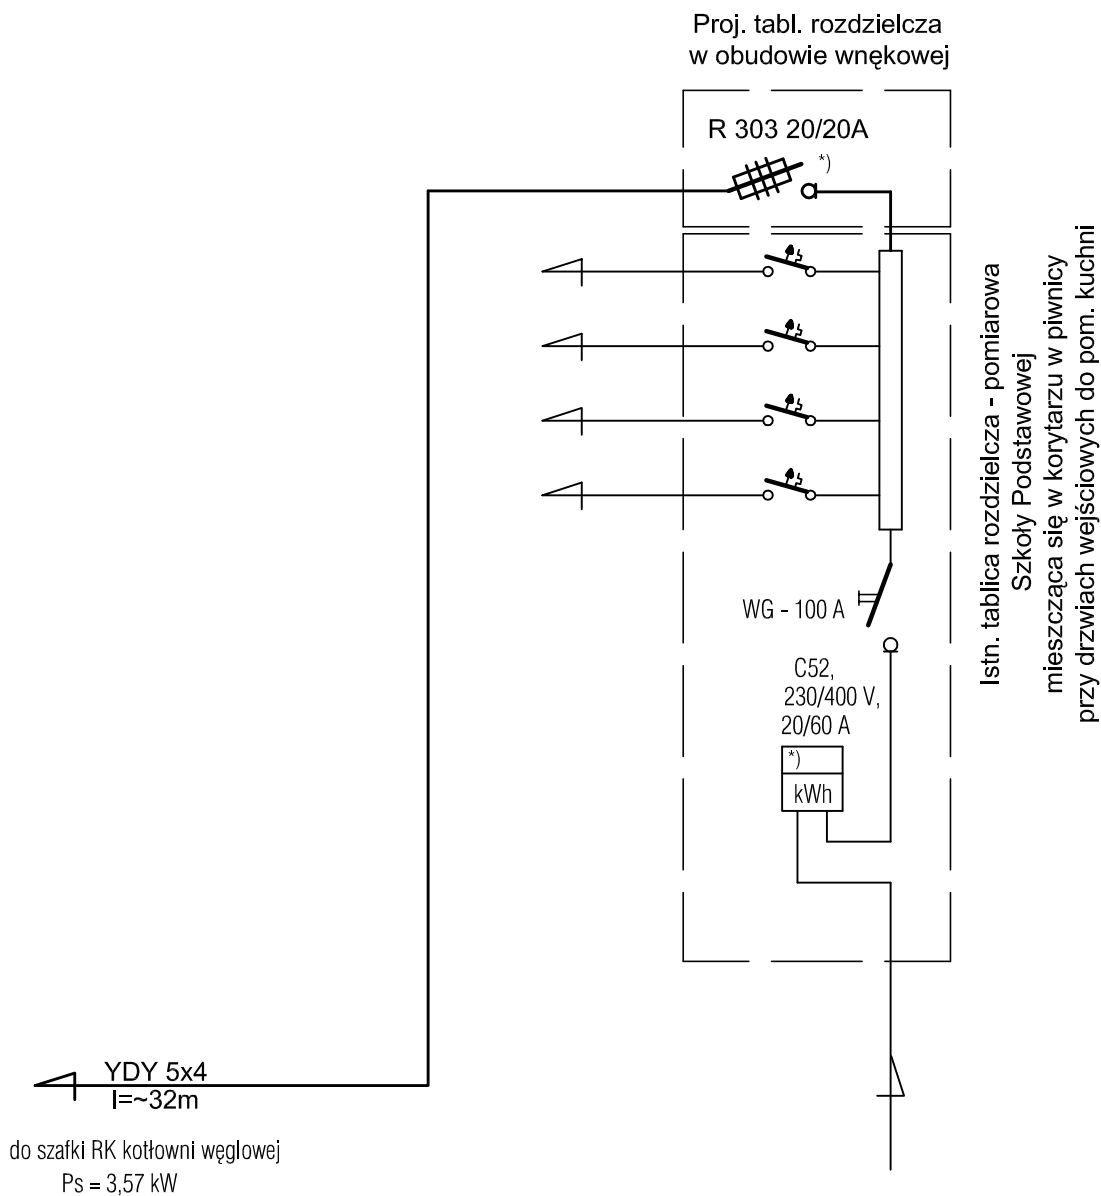 Proj. tabl. rozdzielcza
w obudowie wnękowej
R 303 20/20A
*)
Istn. tablica rozdzielcza - pomiarowa
Szkoły Podstawowej
mieszcząca się w korytarzu w piwnicy
przy drzwiach wejściowych do pom. kuchni
WG - 100 A
C52,
230/400 V,
20/60 A
*)
kWh
YDY 5x4
l=~32m
do szafki RK kotłowni węglowej
Ps = 3,57 kW